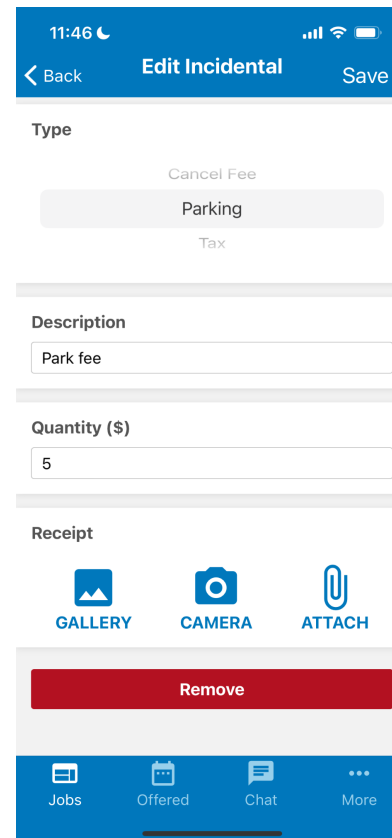 11:46
Back Edit Incidental Save
Type
Cancel Fee
Parking
Tax
Description
Park fee
Quantity ($)
5
Receipt
GALLERY CAMERA ATTACH
Remove
Jobs Offered Chat More